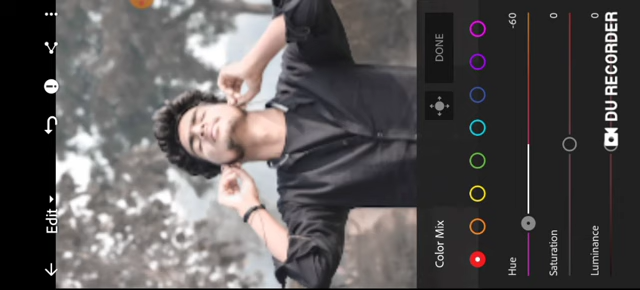 Edit
Color Mix
DONE
Hue
-60
Saturation
0
Luminance
0
DU RECORDER